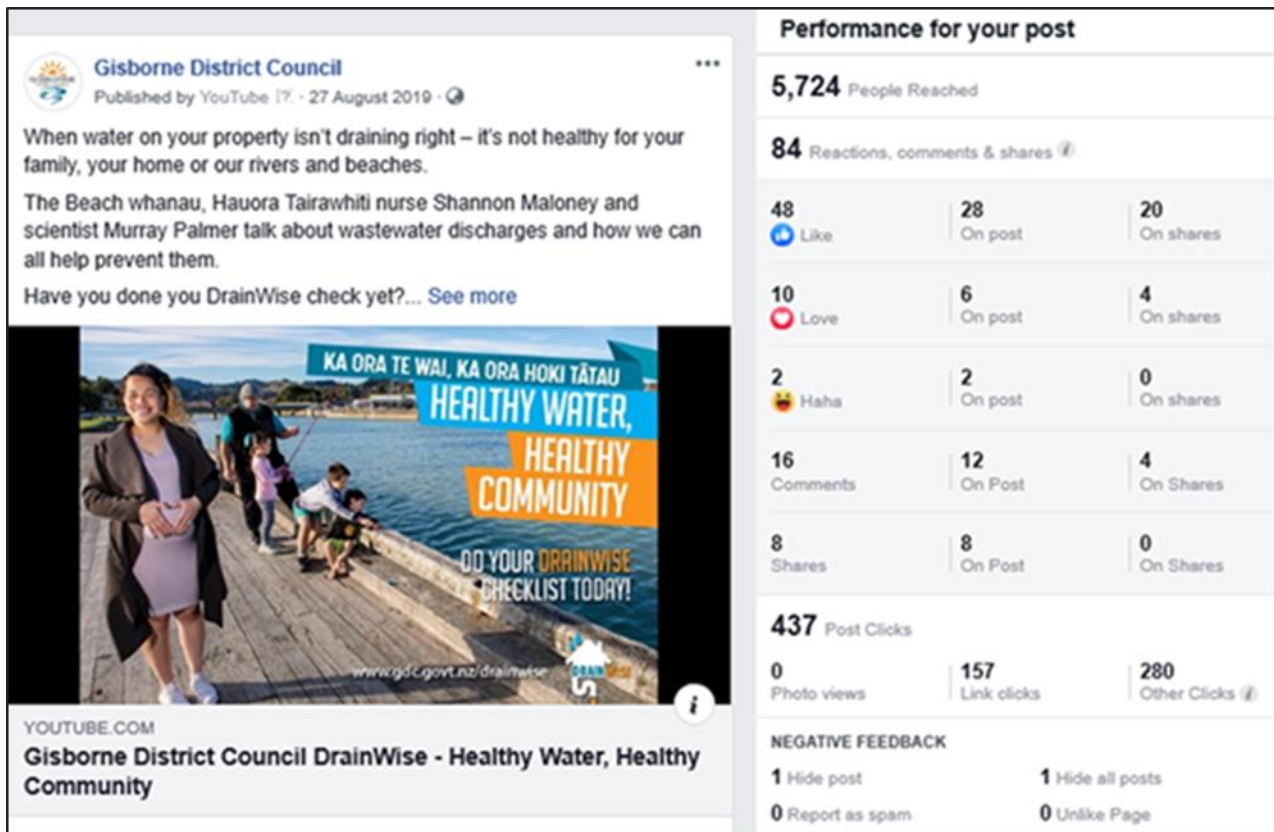 Gisborne District Council
Published by YouTube [?] · 27 August 2019 ·
When water on your property isn't draining right – it's not healthy for your
family, your home or our rivers and beaches.
The Beach whanau, Hauora Tairawhiti nurse Shannon Maloney and
scientist Murray Palmer talk about wastewater discharges and how we can
all help prevent them.
Have you done you DrainWise check yet?... See more
KA ORA TE WAI, KA ORA HOKI TĀTAU
HEALTHY WATER,
HEALTHY
COMMUNITY
DO YOUR DRAINWISE
CHECKLIST TODAY!
www.gdc.govt.nz/drainwise
DRAINWISE
YOUTUBE.COM
Gisborne District Council DrainWise - Healthy Water, Healthy
Community
Performance for your post
5,724 People Reached
84 Reactions, comments & shares
48 28 20
Like On post On shares
10 6 4
Love On post On shares
2 2 0
Haha On post On shares
16 12 4
Comments On Post On Shares
8 8 0
Shares On Post On Shares
437 Post Clicks
0 157 280
Photo views Link clicks Other Clicks
NEGATIVE FEEDBACK
1 Hide post 1 Hide all posts
0 Report as spam 0 Unlike Page